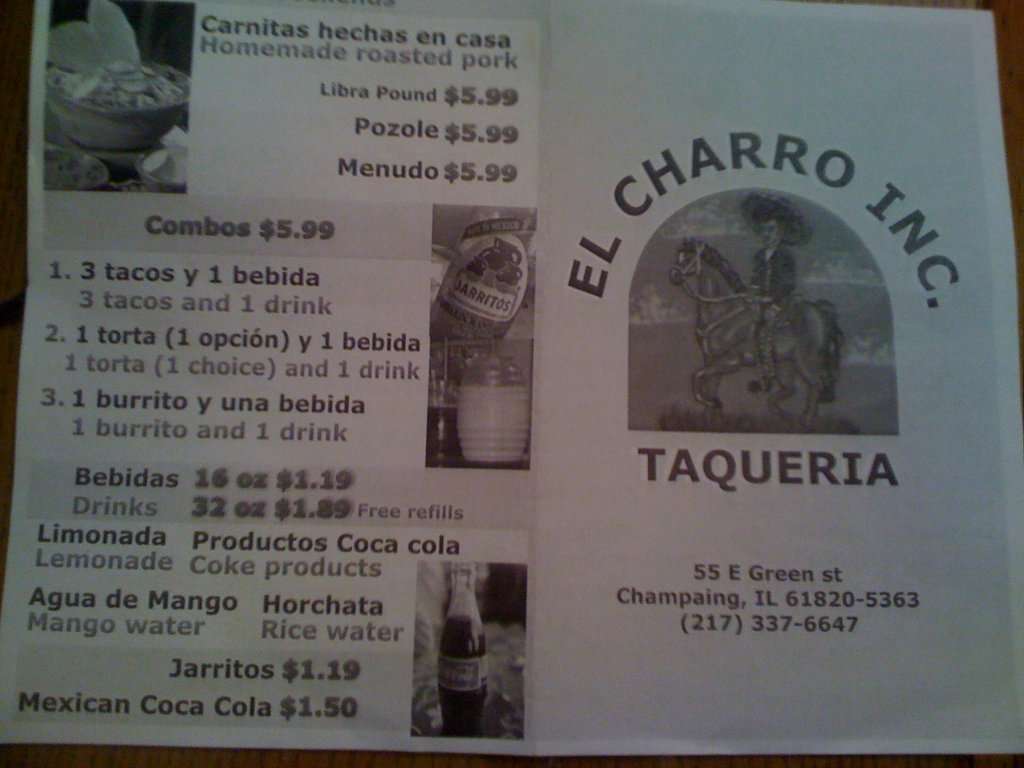 Carnitas hechas en casa
Homemade roasted pork
Libra Pound $5.99
Pozole $5.99
Menudo $5.99
Combos $5.99
1. 3 tacos y 1 bebida
3 tacos and 1 drink
2. 1 torta (1 opción) y 1 bebida
1 torta (1 choice) and 1 drink
3. 1 burrito y una bebida
1 burrito and 1 drink
JARRITOS
Bebidas 16 oz $1.19
Drinks 32 oz $1.89 Free refills
Limonada Productos Coca cola
Lemonade Coke products
Agua de Mango Horchata
Mango water Rice water
Jarritos $1.19
Mexican Coca Cola $1.50
EL CHARRO INC.
TAQUERIA
55 E Green st
Champaing, IL 61820-5363
(217) 337-6647